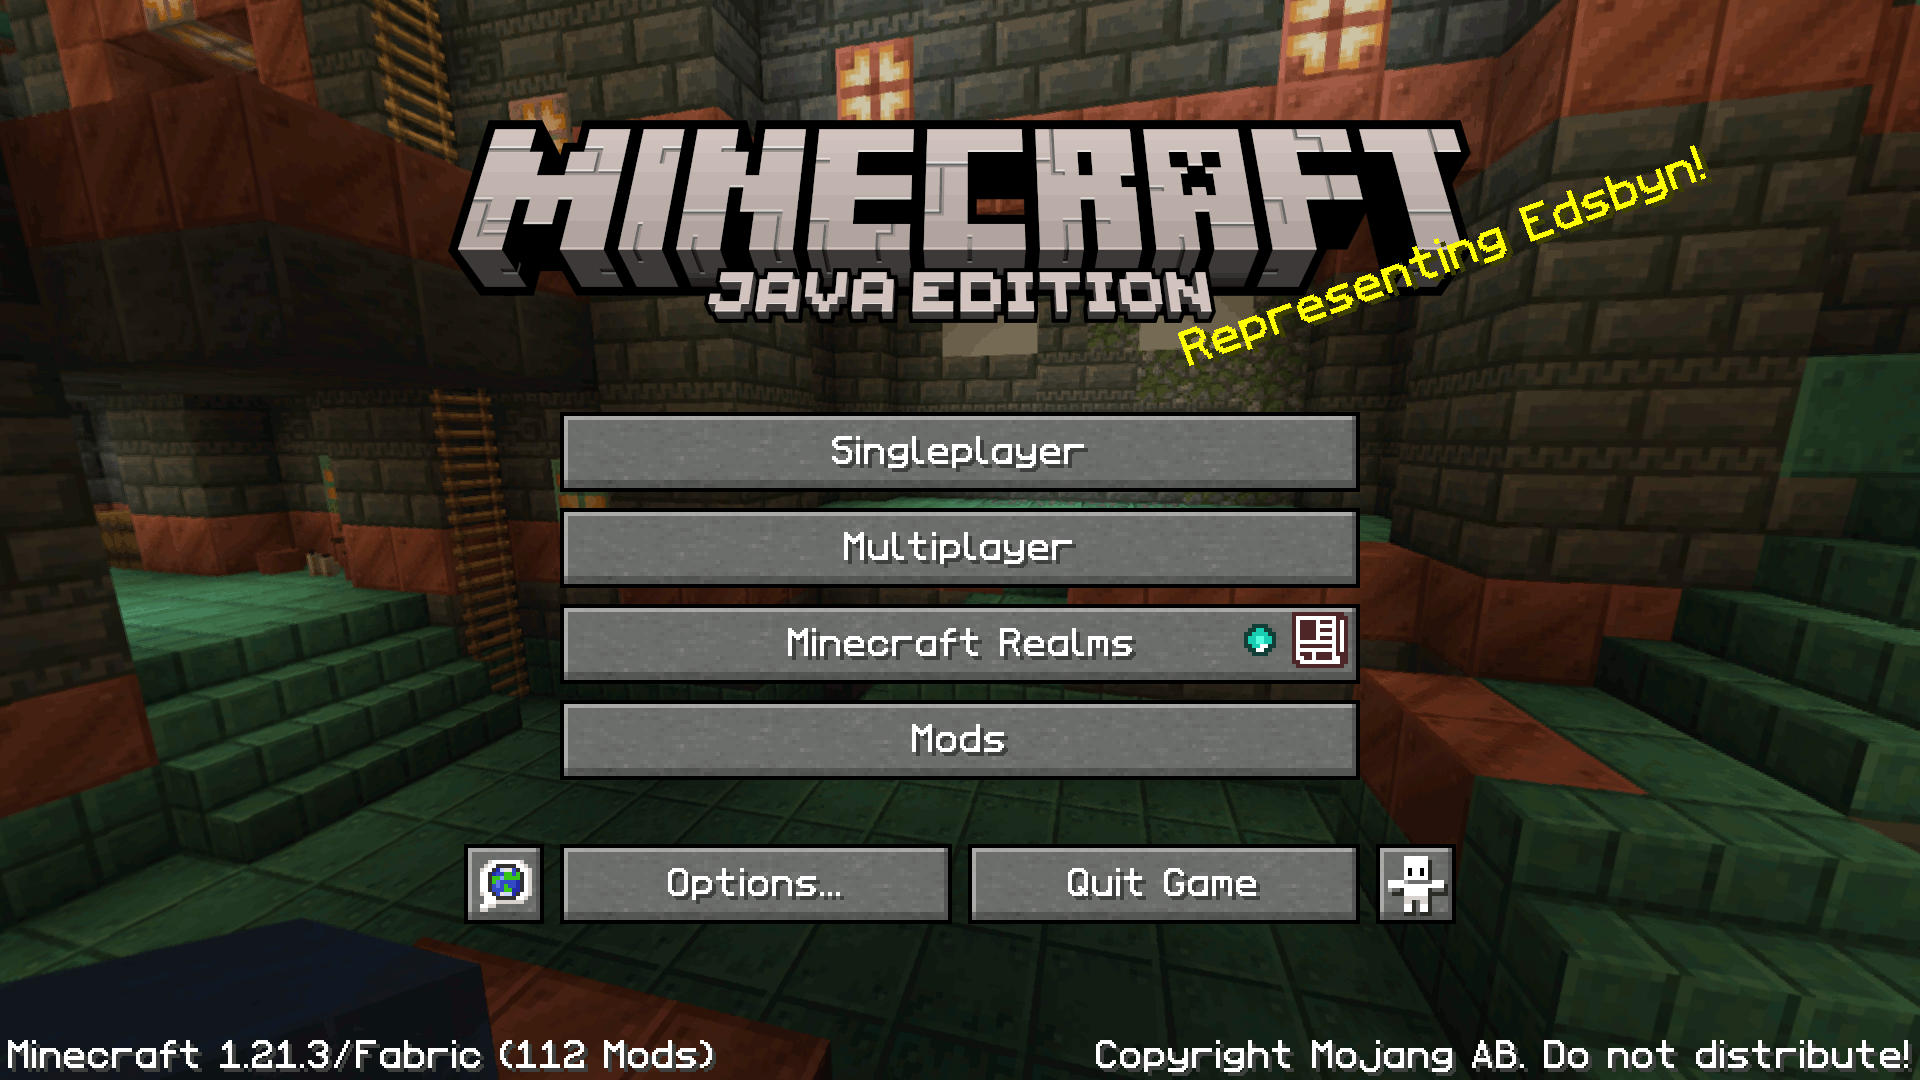 MINECRAFT
JAVA EDITION
Representing Edsbyn!
Singleplayer
Multiplayer
Minecraft Realms
Mods
Options...
Quit Game
Minecraft 1.21.3/Fabric (112 Mods)
Copyright Mojang AB. Do not distribute!